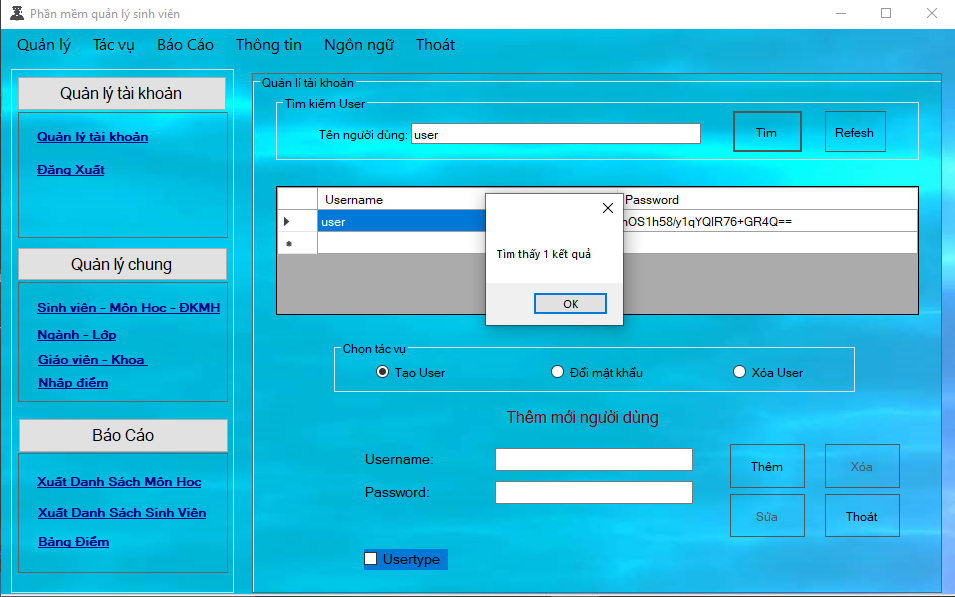 Phần mềm quản lý sinh viên
Quản lý Tác vụ Báo Cáo Thông tin Ngôn ngữ Thoát
Quản lý tài khoản
Quản lý tài khoản
Đăng Xuất
Quản lý chung
Sinh viên - Môn Học - ĐKMH
Ngành - Lớp
Giáo viên - Khoa
Nhập điểm
Báo Cáo
Xuất Danh Sách Môn Học
Xuất Danh Sách Sinh Viên
Bảng Điểm
Quản lí tài khoản
Tìm kiếm User
Tên người dùng: user
Tìm Refesh
Username Password
user OS1h58/y1qYQIR76+GR4Q==
Tìm thấy 1 kết quả
OK
Chọn tác vụ
Tạo User Đổi mật khẩu Xóa User
Thêm mới người dùng
Username:
Password:
Thêm Xóa
Sửa Thoát
Usertype